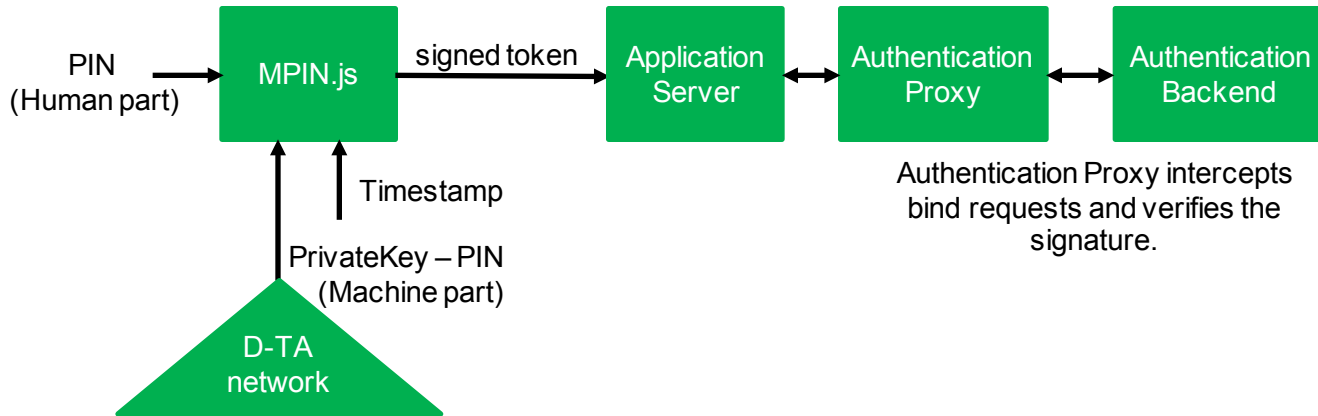 PIN
(Human part)
MPIN.js
signed token
Application
Server
Authentication
Proxy
Authentication
Backend
Timestamp
PrivateKey – PIN
(Machine part)
Authentication Proxy intercepts
bind requests and verifies the
signature.
D-TA
network